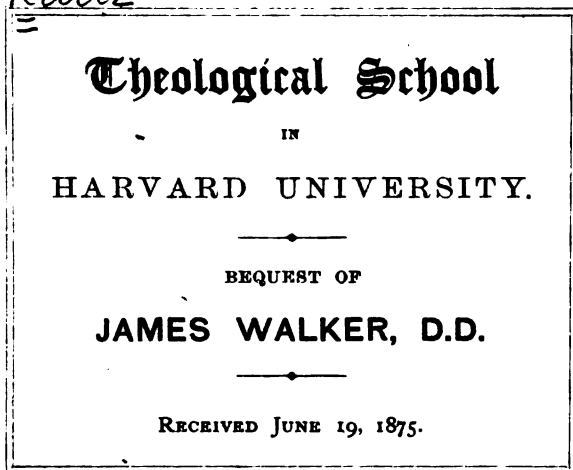 Theological School
IN
HARVARD UNIVERSITY.
BEQUEST OF
JAMES WALKER, D.D.
RECEIVED JUNE 19, 1875.